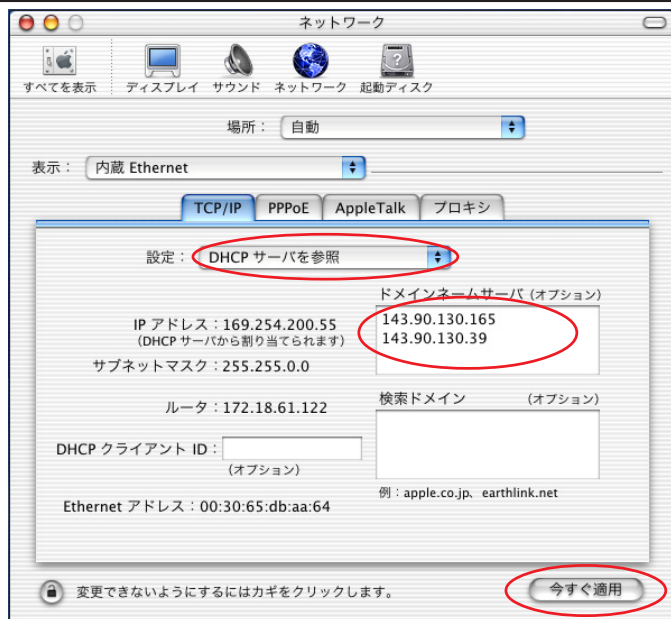 ネットワーク
すべてを表示 ディスプレイ サウンド ネットワーク 起動ディスク
場所： 自動
表示： 内蔵 Ethernet
TCP/IP PPPoE AppleTalk プロキシ
設定： DHCP サーバを参照
ドメインネームサーバ (オプション)
143.90.130.165
143.90.130.39
IP アドレス：169.254.200.55
（DHCP サーバから割り当てられます）
サブネットマスク：255.255.0.0
ルータ：172.18.61.122
検索ドメイン (オプション)
DHCP クライアント ID：
(オプション)
例：apple.co.jp、earthlink.net
Ethernet アドレス：00:30:65:db:aa:64
変更できないようにするにはカギをクリックします。
今すぐ適用